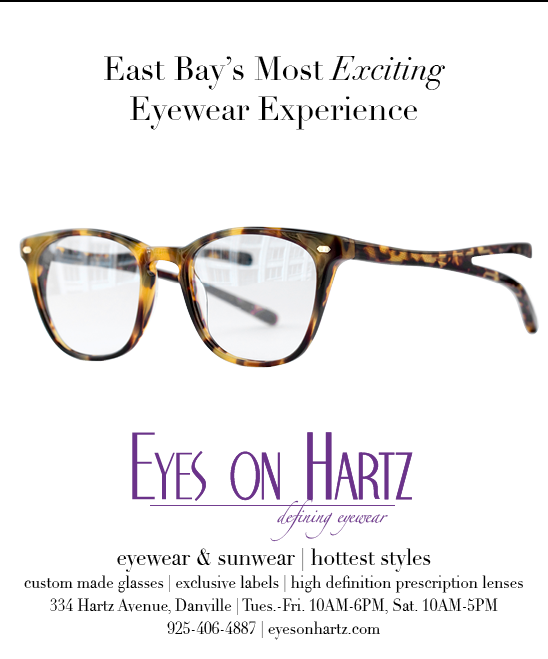 East Bay’s Most Exciting
Eyewear Experience
EYES ON HARTZ
defining eyewear
eyewear & sunwear | hottest styles
custom made glasses | exclusive labels | high definition prescription lenses
334 Hartz Avenue, Danville | Tues.-Fri. 10AM-6PM, Sat. 10AM-5PM
925-406-4887 | eyesonhartz.com